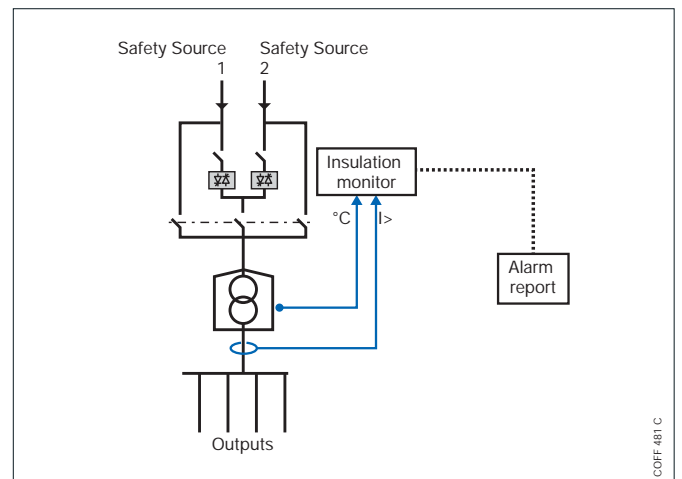 Safety Source
1
Safety Source
2
Insulation
monitor
°C
I>
Alarm
report
Outputs
COFF 481 C